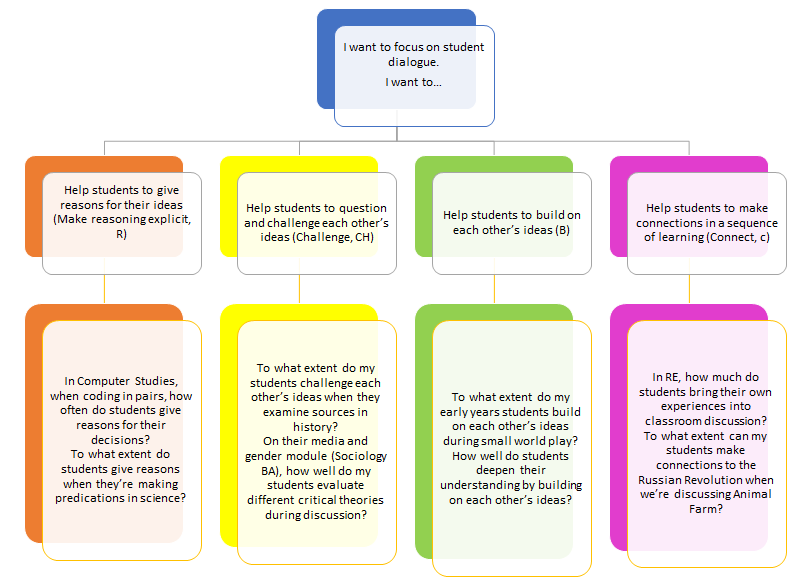 I want to focus on student
dialogue.
I want to...
Help students to give
reasons for their ideas
(Make reasoning explicit,
R)
Help students to question
and challenge each other's
ideas (Challenge, CH)
Help students to build on
each other's ideas (B)
Help students to make
connections in a sequence
of learning (Connect, c)
In Computer Studies,
when coding in pairs, how
often do students give
reasons for their
decisions?
To what extent do
students give reasons
when they're making
predications in science?
To what extent do my
students challenge each
other's ideas when they
examine sources in
history?
On their media and
gender module (Sociology
BA), how well do my
students evaluate
different critical theories
during discussion?
To what extent do my
early years students build
on each other's ideas
during small world play?
How well do students
deepen their
understanding by building
on each other's ideas?
In RE, how much do
students bring their own
experiences into
classroom discussion?
To what extent can my
students make
connections to the
Russian Revolution when
we're discussing Animal
Farm?